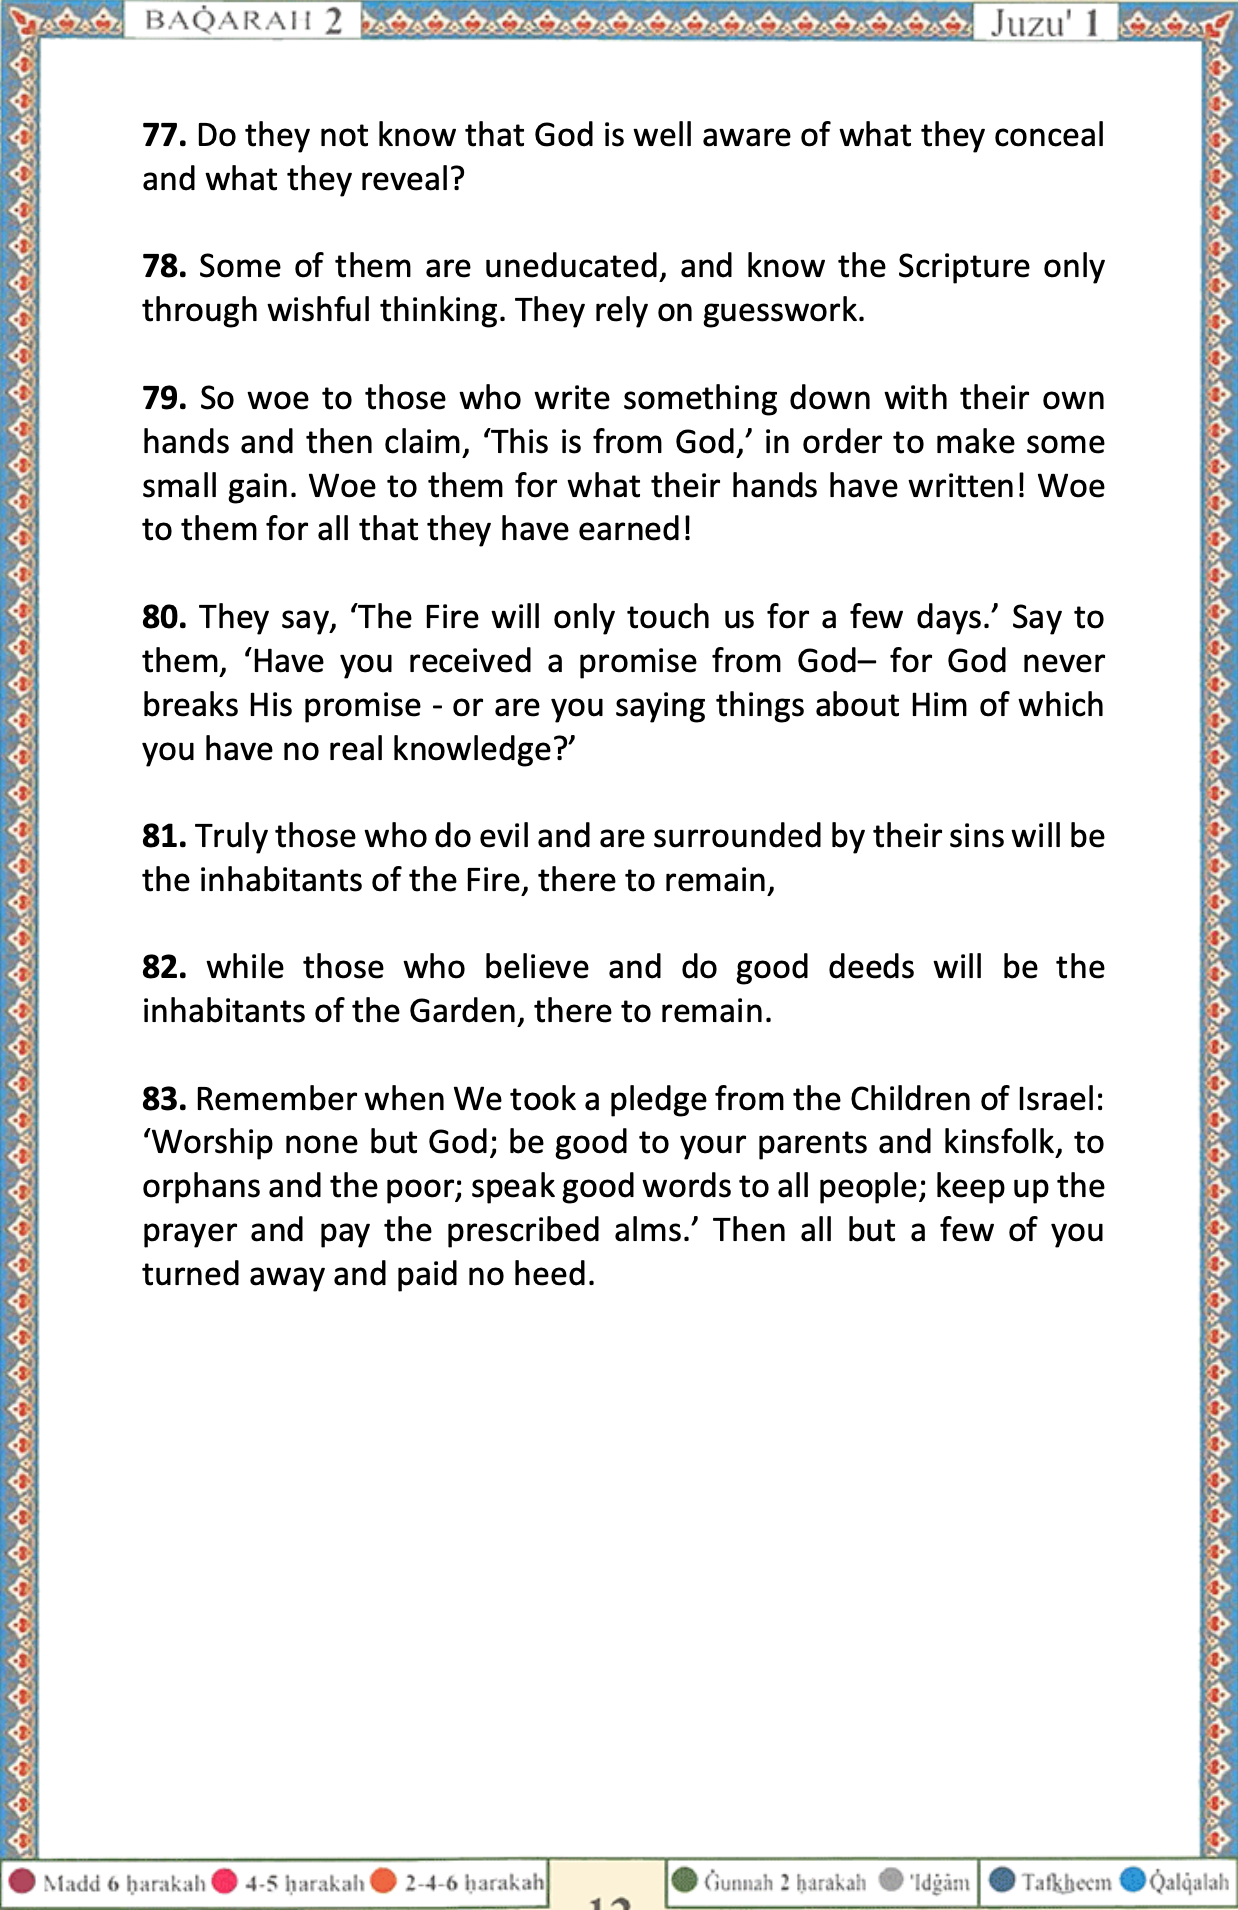 BAQ̇ARAH 2
Juzu' 1
77. Do they not know that God is well aware of what they conceal
and what they reveal?
78. Some of them are uneducated, and know the Scripture only
through wishful thinking. They rely on guesswork.
79. So woe to those who write something down with their own
hands and then claim, ‘This is from God,’ in order to make some
small gain. Woe to them for what their hands have written! Woe
to them for all that they have earned!
80. They say, ‘The Fire will only touch us for a few days.’ Say to
them, ‘Have you received a promise from God– for God never
breaks His promise - or are you saying things about Him of which
you have no real knowledge?’
81. Truly those who do evil and are surrounded by their sins will be
the inhabitants of the Fire, there to remain,
82. while those who believe and do good deeds will be the
inhabitants of the Garden, there to remain.
83. Remember when We took a pledge from the Children of Israel:
‘Worship none but God; be good to your parents and kinsfolk, to
orphans and the poor; speak good words to all people; keep up the
prayer and pay the prescribed alms.’ Then all but a few of you
turned away and paid no heed.
Madd 6 ḥarakah 4-5 ḥarakah 2-4-6 ḥarakah Ġunnah 2 ḥarakah 'Idġām Tafk͟heem Q̇alq̇alah